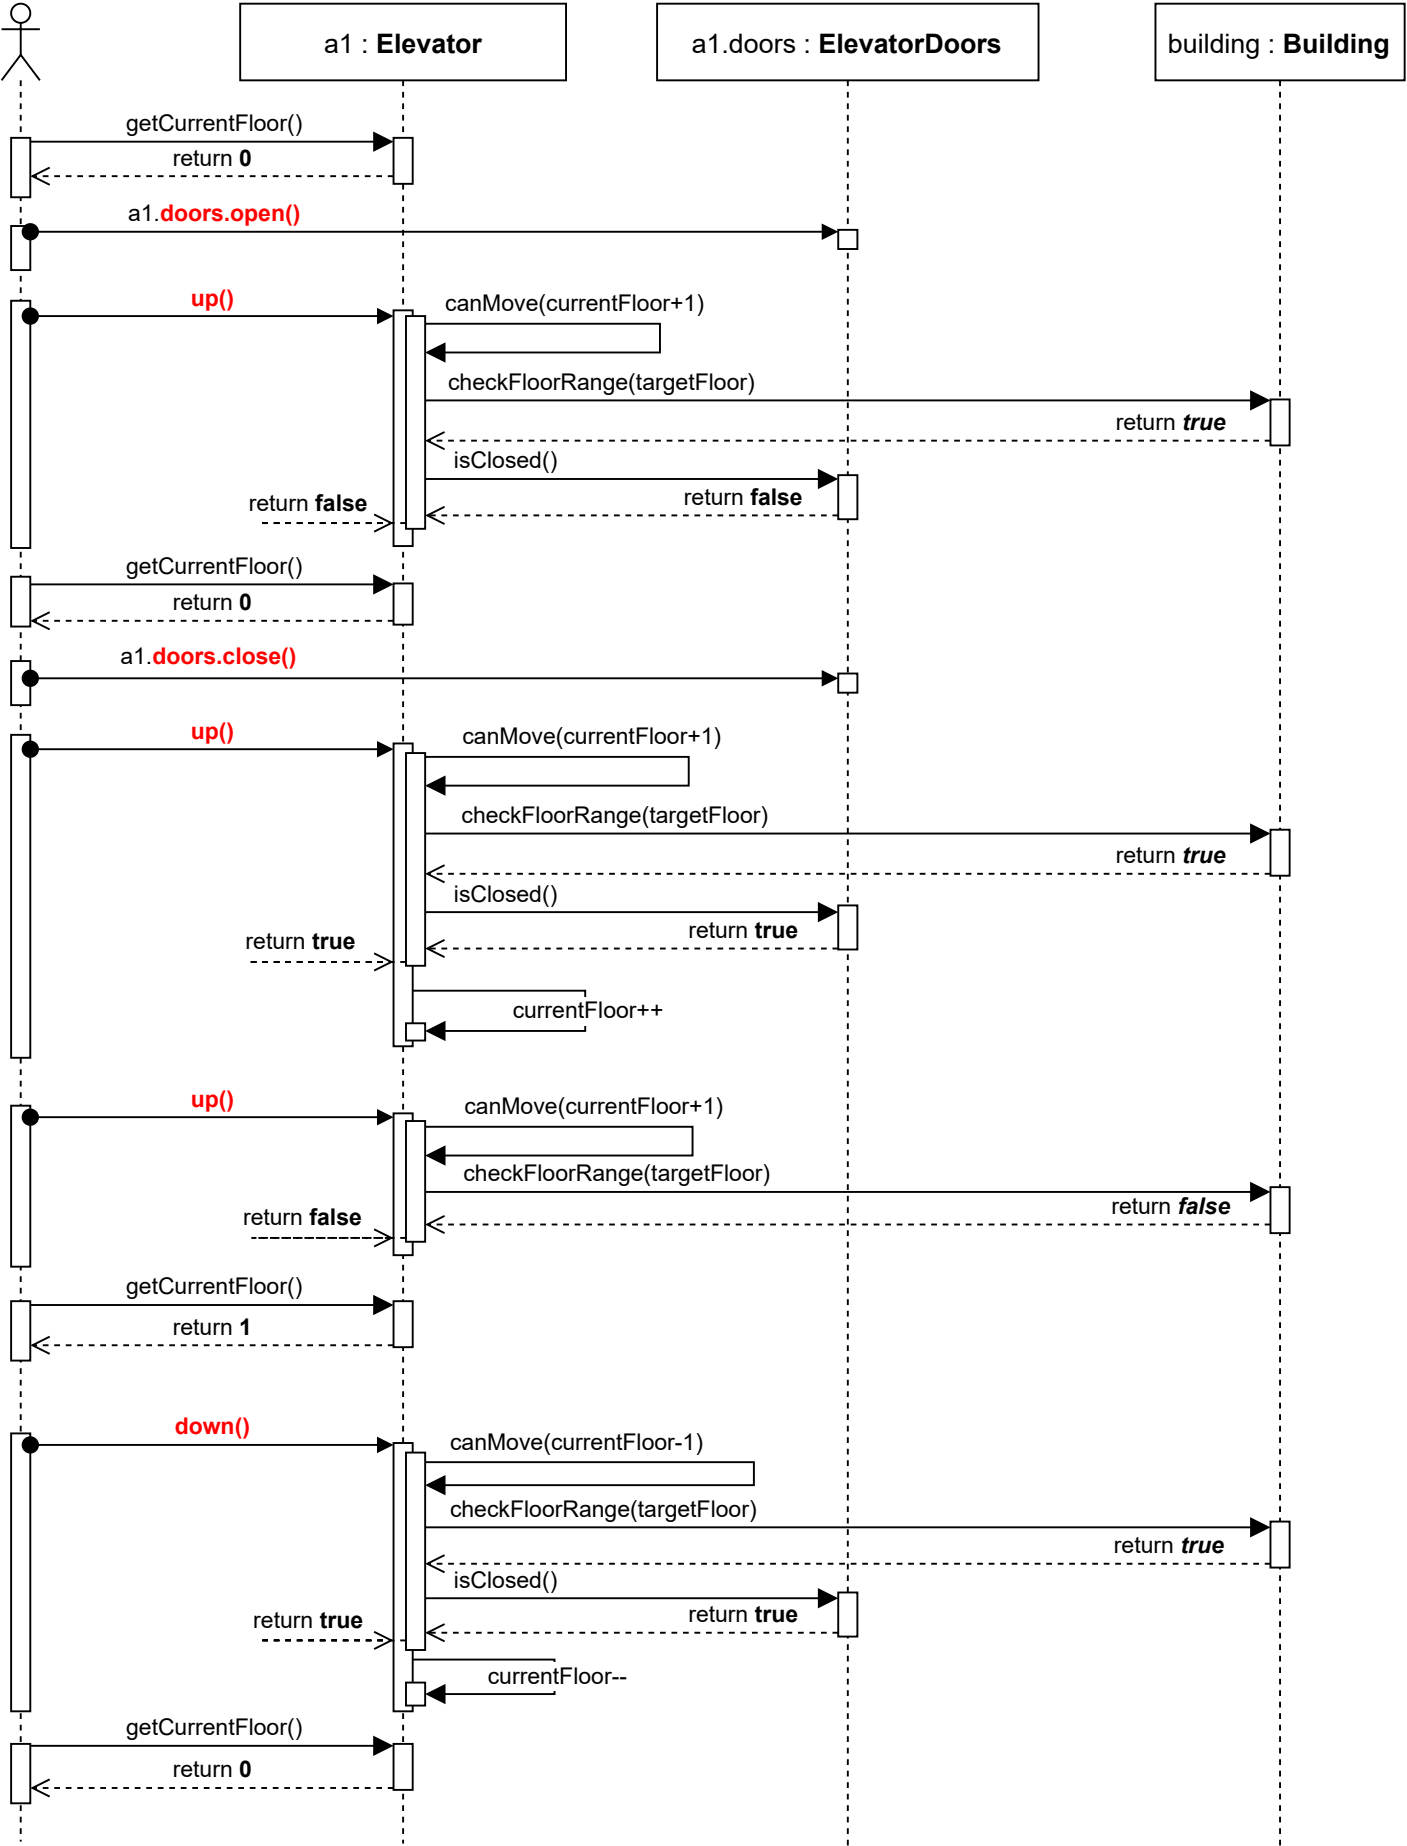 a1 : Elevator
a1.doors : ElevatorDoors
building : Building
getCurrentFloor()
return 0
a1.doors.open()
up()
canMove(currentFloor+1)
checkFloorRange(targetFloor)
return true
isClosed()
return false
return false
getCurrentFloor()
return 0
a1.doors.close()
up()
canMove(currentFloor+1)
checkFloorRange(targetFloor)
return true
isClosed()
return true
return true
currentFloor++
up()
canMove(currentFloor+1)
checkFloorRange(targetFloor)
return false
return false
getCurrentFloor()
return 1
down()
canMove(currentFloor-1)
checkFloorRange(targetFloor)
return true
isClosed()
return true
return true
currentFloor--
getCurrentFloor()
return 0